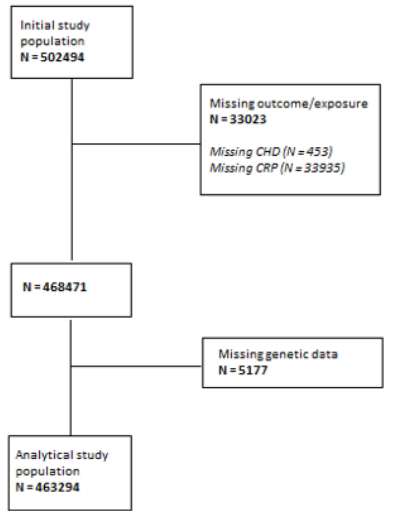 Initial study
population
N = 502494
Missing outcome/exposure
N = 33023
Missing CHD (N = 453)
Missing CRP (N = 33935)
N = 468471
Missing genetic data
N = 5177
Analytical study
population
N = 463294